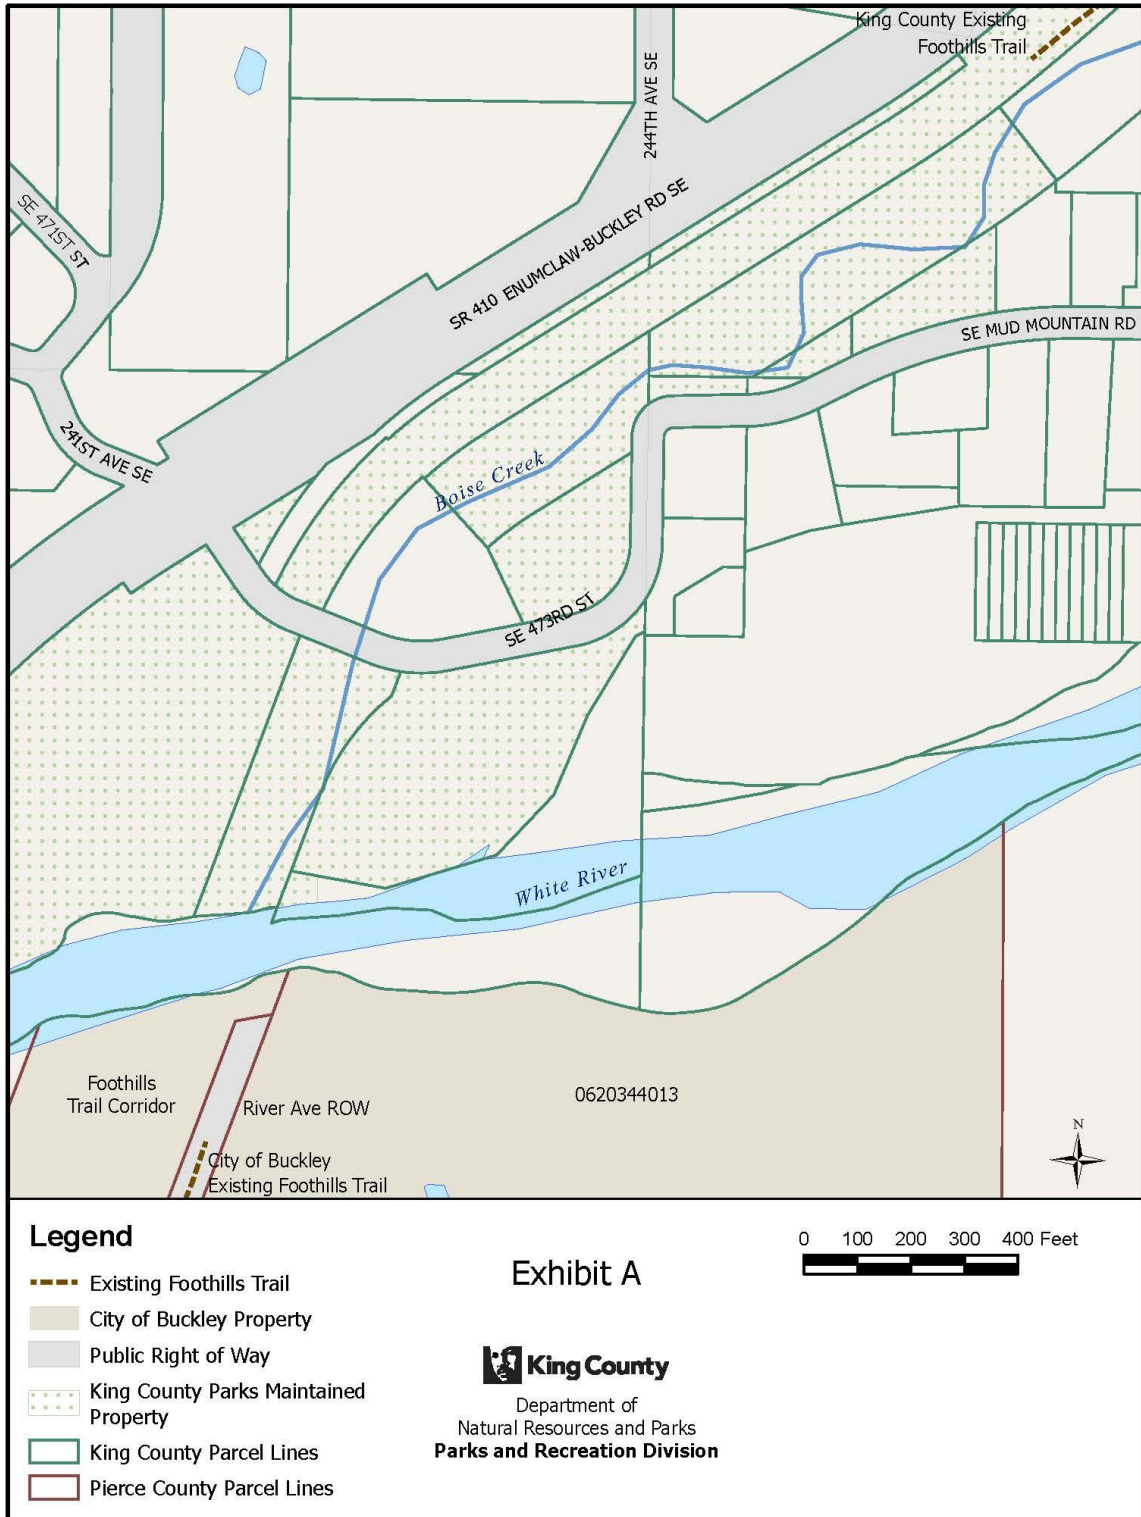 King County Existing
Foothills Trail
244TH AVE SE
SE 471ST ST
SR 410 ENUMCLAW-BUCKLEY RD SE
SE MUD MOUNTAIN RD
241ST AVE SE
Boise Creek
SE 473RD ST
White River
Foothills
Trail Corridor
River Ave ROW
0620344013
City of Buckley
Existing Foothills Trail
N
Legend
Existing Foothills Trail
City of Buckley Property
Public Right of Way
King County Parks Maintained
Property
King County Parcel Lines
Pierce County Parcel Lines
Exhibit A
King County
Department of
Natural Resources and Parks
Parks and Recreation Division
0 100 200 300 400 Feet